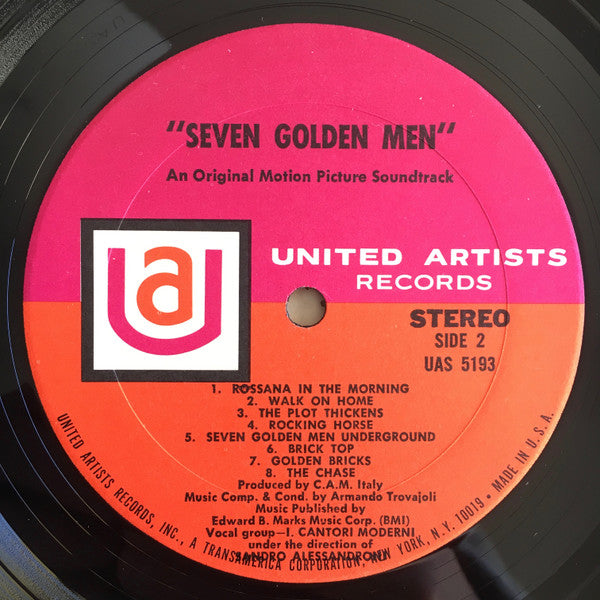 "SEVEN GOLDEN MEN"
An Original Motion Picture Soundtrack
ua
UNITED ARTISTS
RECORDS
STEREO
SIDE 2
UAS 5193
1. ROSSANA IN THE MORNING
2. WALK ON HOME
3. THE PLOT THICKENS
4. ROCKING HORSE
5. SEVEN GOLDEN MEN UNDERGROUND
6. BRICK TOP
7. GOLDEN BRICKS
8. THE CHASE
Produced by C.A.M. Italy
Music Comp. & Cond. by Armando Trovajoli
Music Published by
Edward B. Marks Music Corp. (BMI)
Vocal group—I. CANTORI MODERNI
under the direction of
SANDRO ALESSANDRONI
UNITED ARTISTS RECORDS, INC., A TRANSAMERICA CORPORATION, NEW YORK, N.Y. 10019 • MADE IN U.S.A.